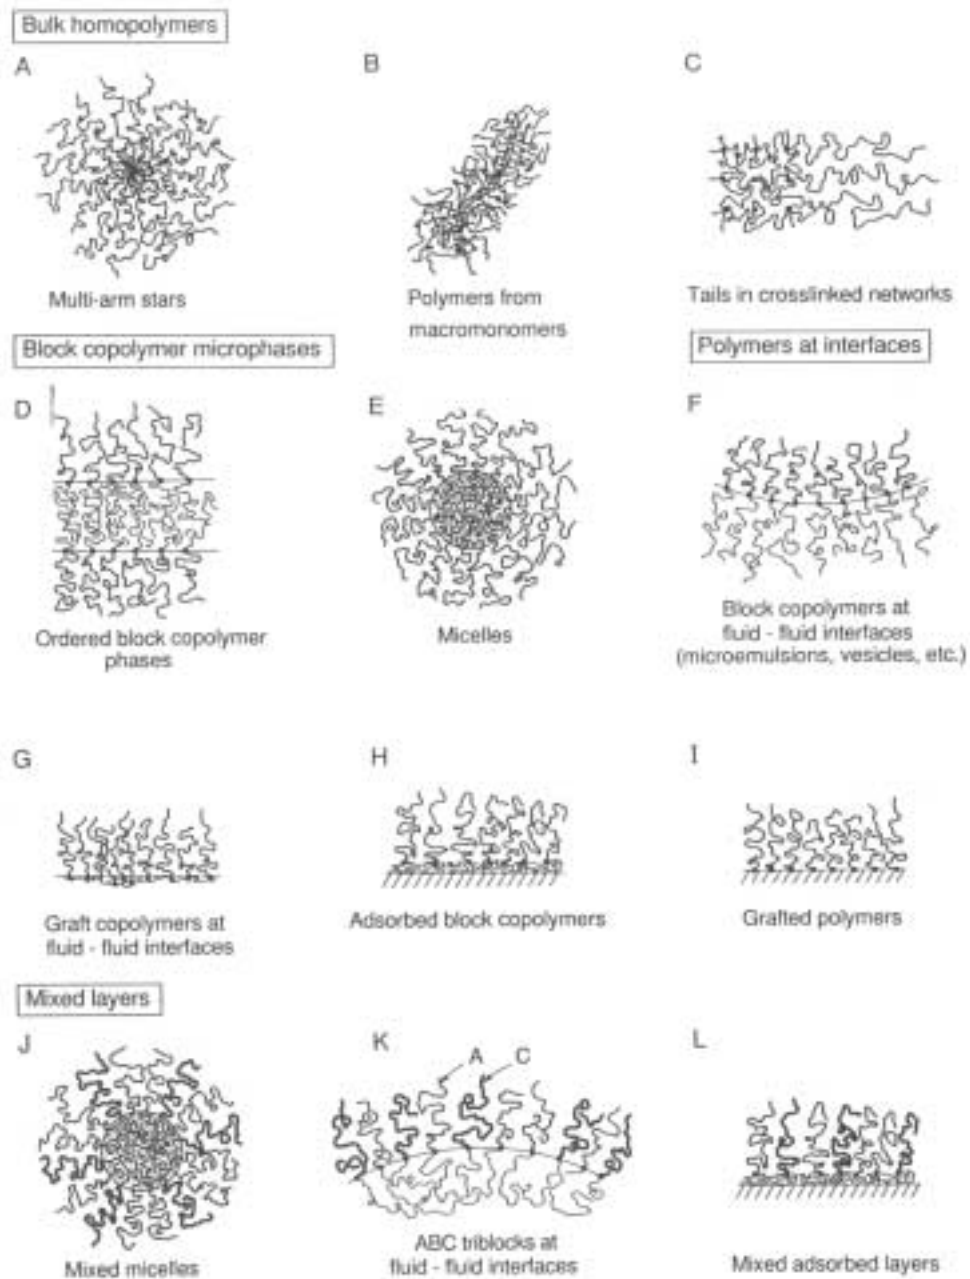 Bulk homopolymers
A
B
C
Multi-arm stars
Polymers from
macromonomers
Tails in crosslinked networks
Block copolymer microphases
Polymers at interfaces
D
E
F
Ordered block copolymer
phases
Micelles
Block copolymers at
fluid - fluid interfaces
(microemulsions, vesicles, etc.)
G
H
I
Graft copolymers at
fluid - fluid interfaces
Adsorbed block copolymers
Grafted polymers
Mixed layers
J
K
A
C
L
Mixed micelles
ABC triblocks at
fluid - fluid interfaces
Mixed adsorbed layers